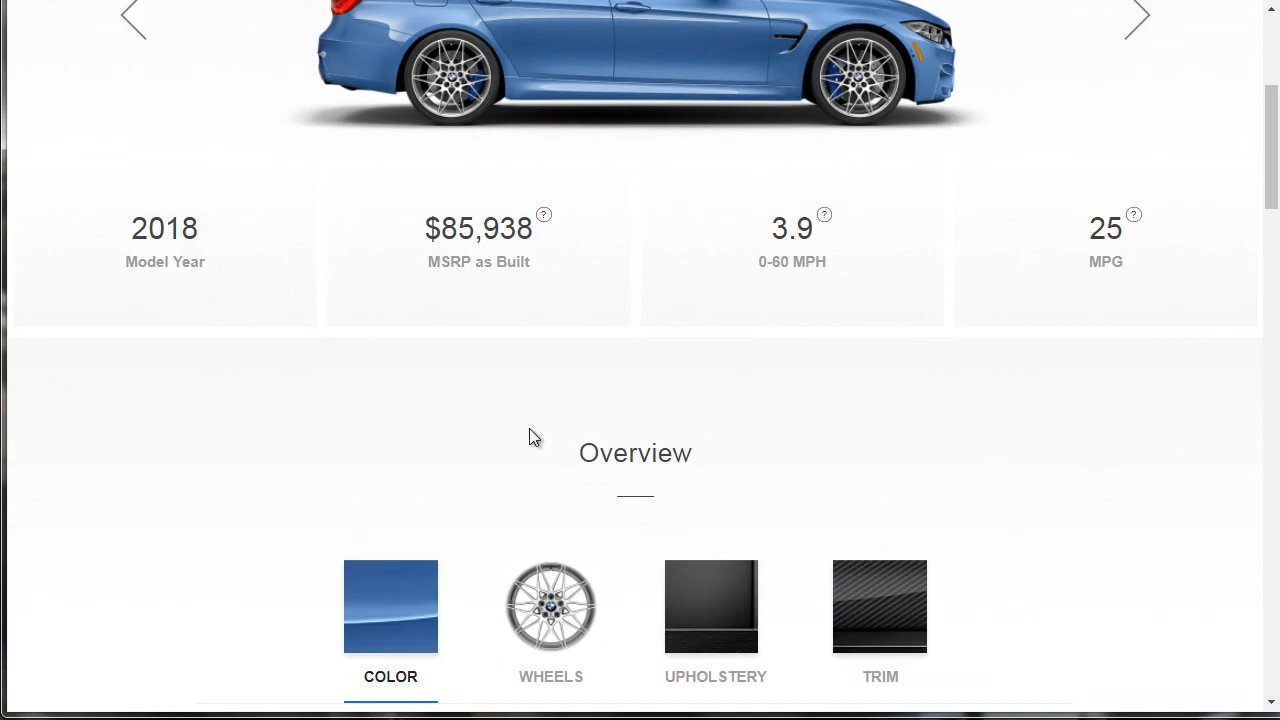 2018
Model Year
$85,938 ?
MSRP as Built
3.9 ?
0-60 MPH
25 ?
MPG
Overview
COLOR
WHEELS
UPHOLSTERY
TRIM